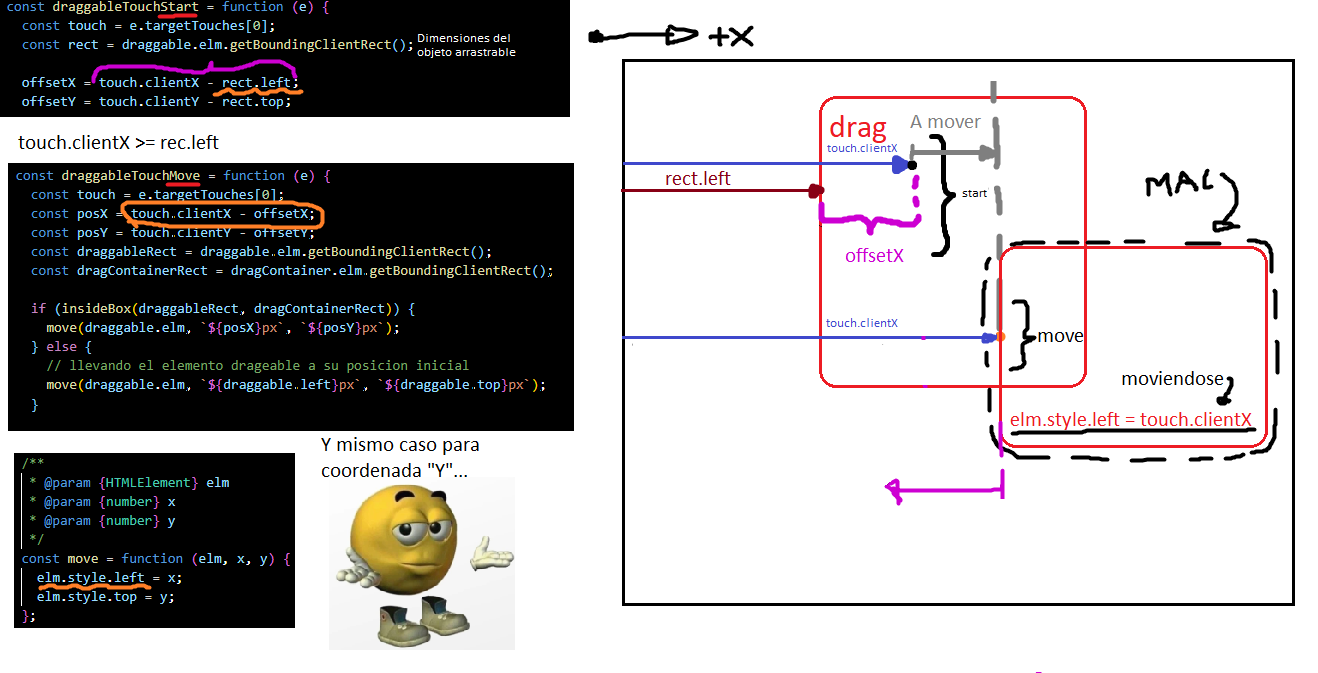 const draggableTouchStart = function (e) {
const touch = e.targetTouches[0];
const rect = draggable.elm.getBoundingClientRect();
Dimensiones del
objeto arrastrable
offsetX = touch.clientX - rect.left;
offsetY = touch.clientY - rect.top;
touch.clientX >= rec.left
const draggableTouchMove = function (e) {
const touch = e.targetTouches[0];
const posX = touch.clientX - offsetX;
const posY = touch.clientY - offsetY;
const draggableRect = draggable.elm.getBoundingClientRect();
const dragContainerRect = dragContainer.elm.getBoundingClientRect();
if (insideBox(draggableRect, dragContainerRect)) {
move(draggable.elm, `${posX}px`, `${posY}px`);
} else {
// llevando el elemento drageable a su posicion inicial
move(draggable.elm, `${draggable.left}px`, `${draggable.top}px`);
}
/**
* @param {HTMLElement} elm
* @param {number} x
* @param {number} y
*/
const move = function (elm, x, y) {
elm.style.left = x;
elm.style.top = y;
};
Y mismo caso para
coordenada "Y"...
+X
drag
A mover
touch.clientX
rect.left
start
offsetX
MAL
touch.clientX
move
moviendose
elm.style.left = touch.clientX